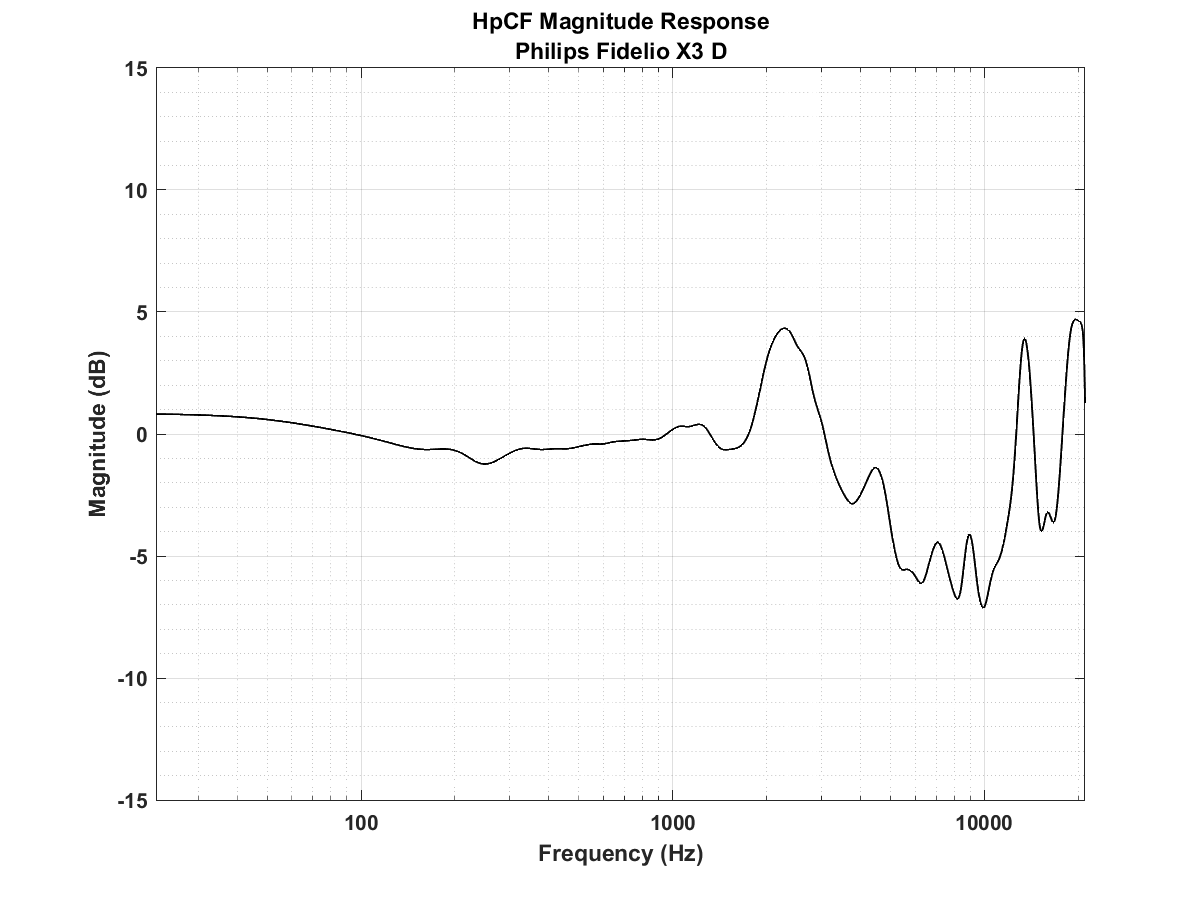 HpCF Magnitude Response
Philips Fidelio X3 D
15
10
5
0
-5
-10
-15
Magnitude (dB)
100 1000 10000
Frequency (Hz)